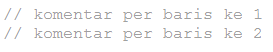 // komentar per baris ke 1
// komentar per baris ke 2